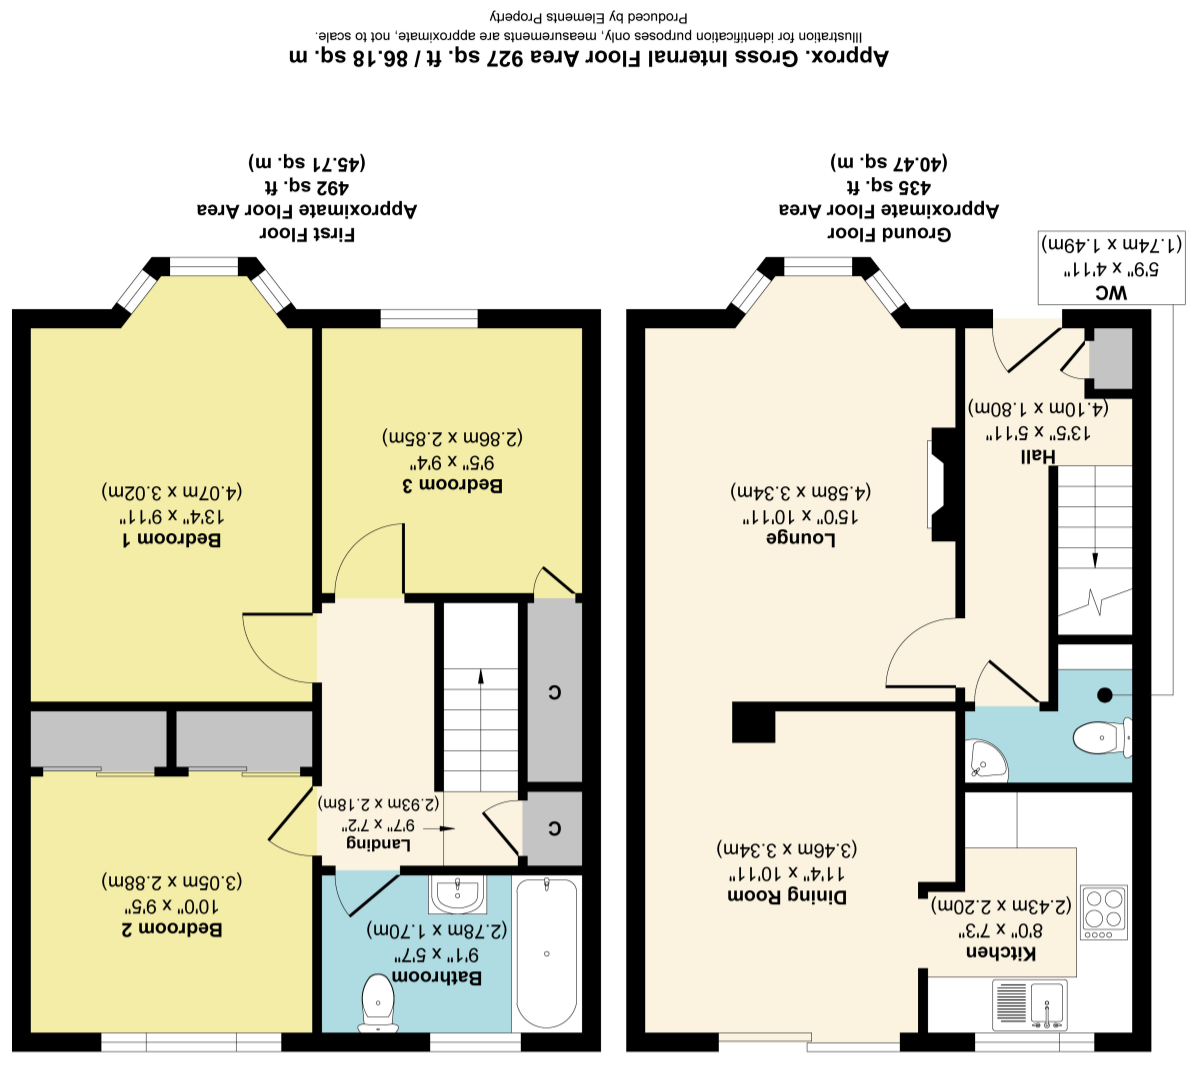 Kitchen
8'0" x 7'3"
(2.43m x 2.20m)
Dining Room
11'4" x 10'11"
(3.46m x 3.34m)
Lounge
15'0" x 10'11"
(4.58m x 3.34m)
Hall
13'5" x 5'11"
(4.10m x 1.80m)
WC
5'9" x 4'11"
(1.74m x 1.49m)
Ground Floor
Approximate Floor Area
435 sq. ft
(40.47 sq. m)
Bathroom
9'1" x 5'7"
(2.78m x 1.70m)
Bedroom 2
10'0" x 9'5"
(3.05m x 2.88m)
Landing
9'7" x 7'2"
(2.93m x 2.18m)
C
C
Bedroom 1
13'4" x 9'11"
(4.07m x 3.02m)
Bedroom 3
9'5" x 9'4"
(2.86m x 2.85m)
First Floor
Approximate Floor Area
492 sq. ft
(45.71 sq. m)
Approx. Gross Internal Floor Area 927 sq. ft / 86.18 sq. m
Illustration for identification purposes only, measurements are approximate, not to scale.
Produced by Elements Property